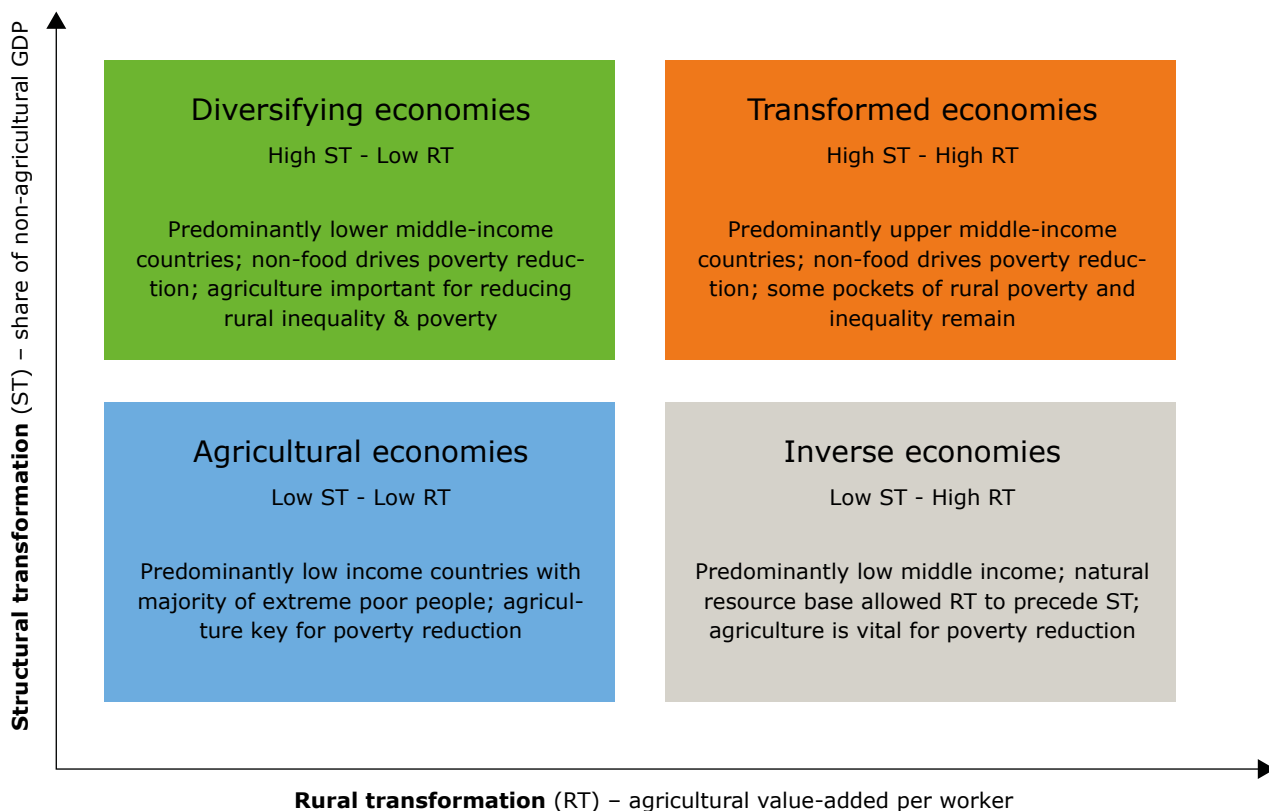 Structural transformation (ST) – share of non-agricultural GDP
Diversifying economies
High ST - Low RT
Predominantly lower middle-income
countries; non-food drives poverty reduc-
tion; agriculture important for reducing
rural inequality & poverty
Transformed economies
High ST - High RT
Predominantly upper middle-income
countries; non-food drives poverty reduc-
tion; some pockets of rural poverty and
inequality remain
Agricultural economies
Low ST - Low RT
Predominantly low income countries with
majority of extreme poor people; agricul-
ture key for poverty reduction
Inverse economies
Low ST - High RT
Predominantly low middle income; natural
resource base allowed RT to precede ST;
agriculture is vital for poverty reduction
Rural transformation (RT) – agricultural value-added per worker